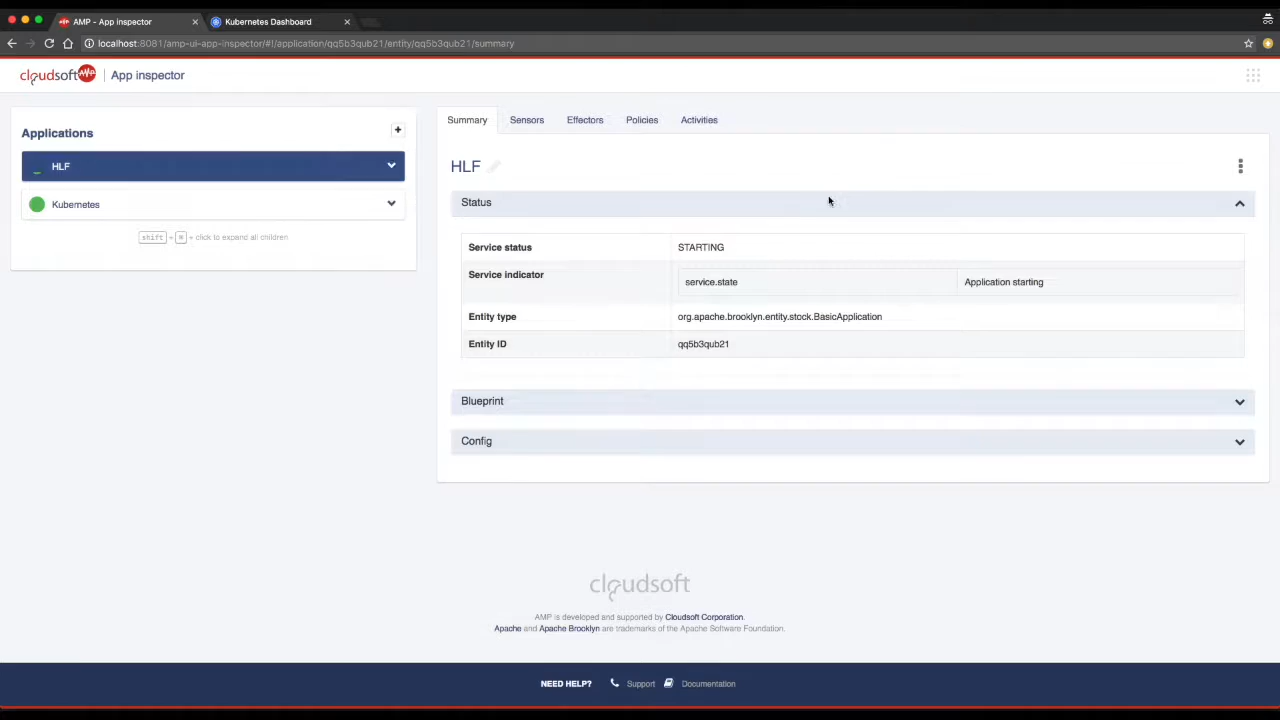 AMP - App inspector
Kubernetes Dashboard
localhost:8081/amp-ui-app-inspector/#!/application/qq5b3qub21/entity/qq5b3qub21/summary
cloudsoft amp App inspector
Applications +
HLF
Kubernetes
shift + ⌘ + click to expand all children
Summary Sensors Effectors Policies Activities
HLF
Status
Service status STARTING
Service indicator service.state Application starting
Entity type org.apache.brooklyn.entity.stock.BasicApplication
Entity ID qq5b3qub21
Blueprint
Config
cloudsoft
AMP is developed and supported by Cloudsoft Corporation.
Apache and Apache Brooklyn are trademarks of the Apache Software Foundation.
NEED HELP? Support Documentation